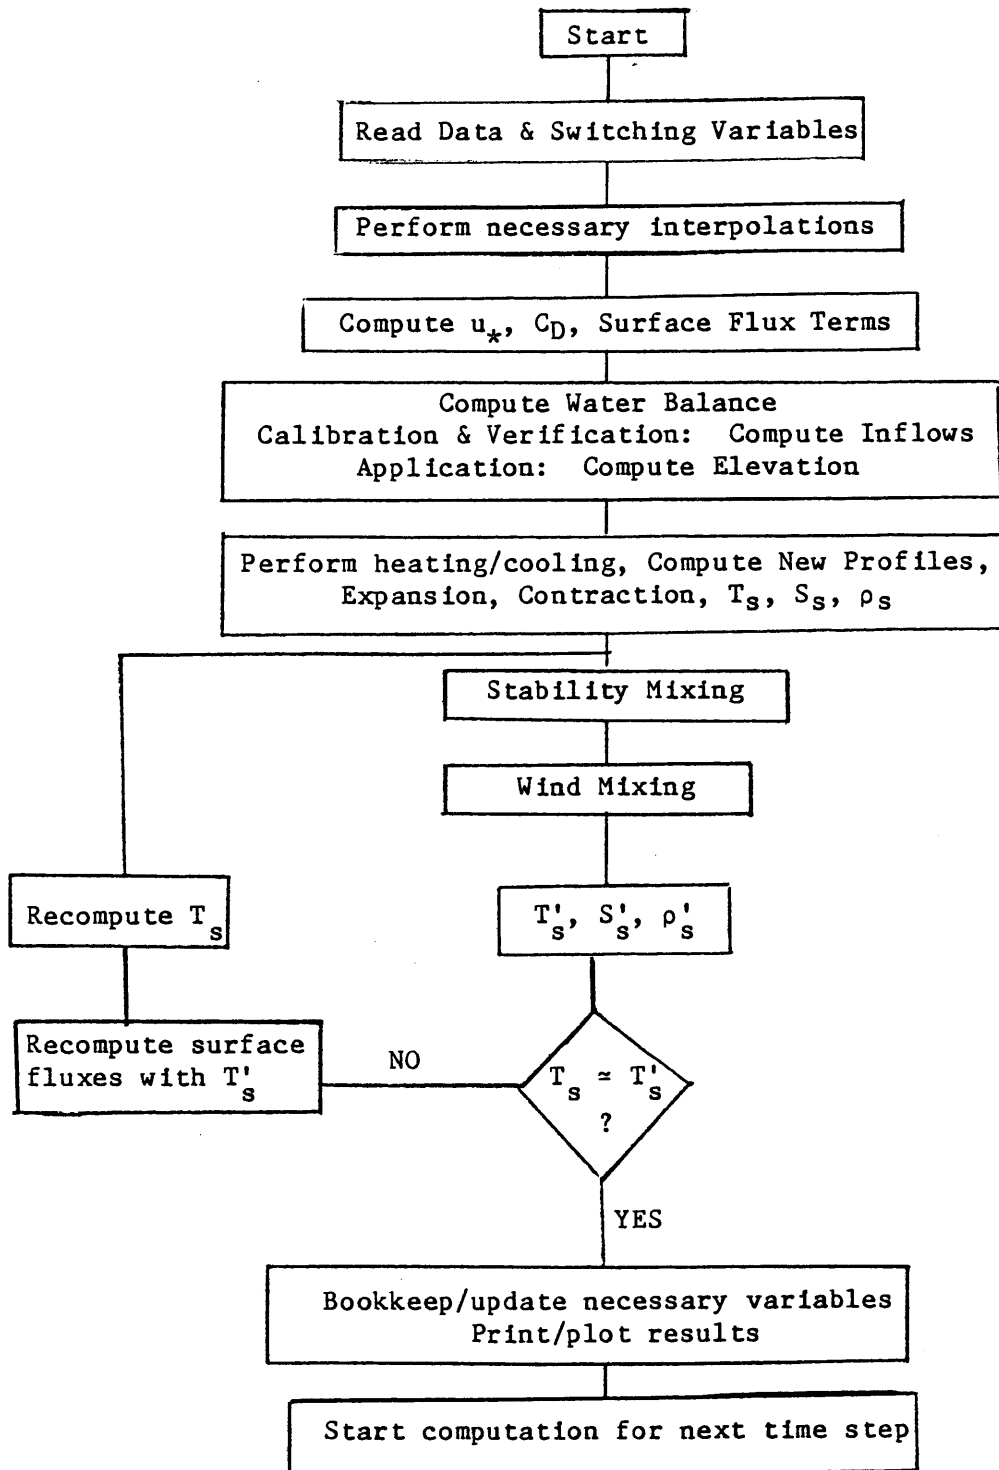 Start
Read Data & Switching Variables
Perform necessary interpolations
Compute u*, CD, Surface Flux Terms
Compute Water Balance
Calibration & Verification: Compute Inflows
Application: Compute Elevation
Perform heating/cooling, Compute New Profiles,
Expansion, Contraction, Ts, Ss, ρs
Stability Mixing
Wind Mixing
Recompute Ts
T's, S's, ρ's
Recompute surface
fluxes with T's
NO
Ts ≃ T's
?
YES
Bookkeep/update necessary variables
Print/plot results
Start computation for next time step